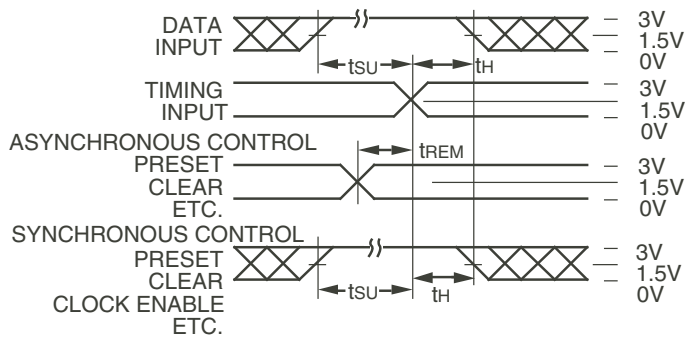 DATA
INPUT
tSU
tH
3V
1.5V
0V
TIMING
INPUT
3V
1.5V
0V
ASYNCHRONOUS CONTROL
PRESET
CLEAR
ETC.
tREM
3V
1.5V
0V
SYNCHRONOUS CONTROL
PRESET
CLEAR
CLOCK ENABLE
ETC.
tSU
tH
3V
1.5V
0V